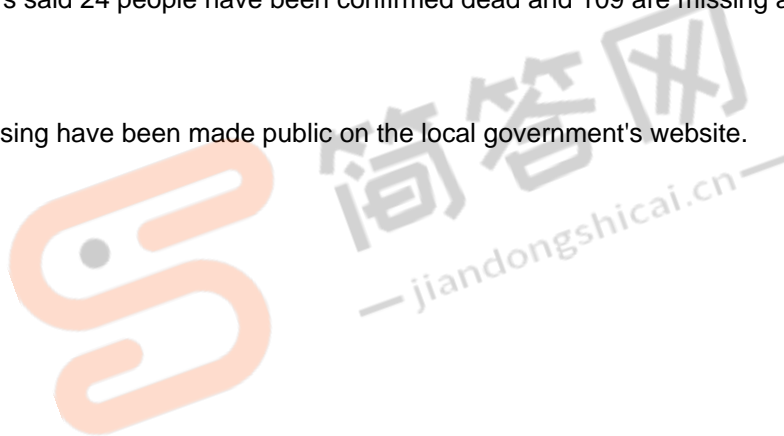 s said 24 people have been confirmed dead and 109 are missing a
sing have been made public on the local government's website.
简答网
jiandongshicai.cn